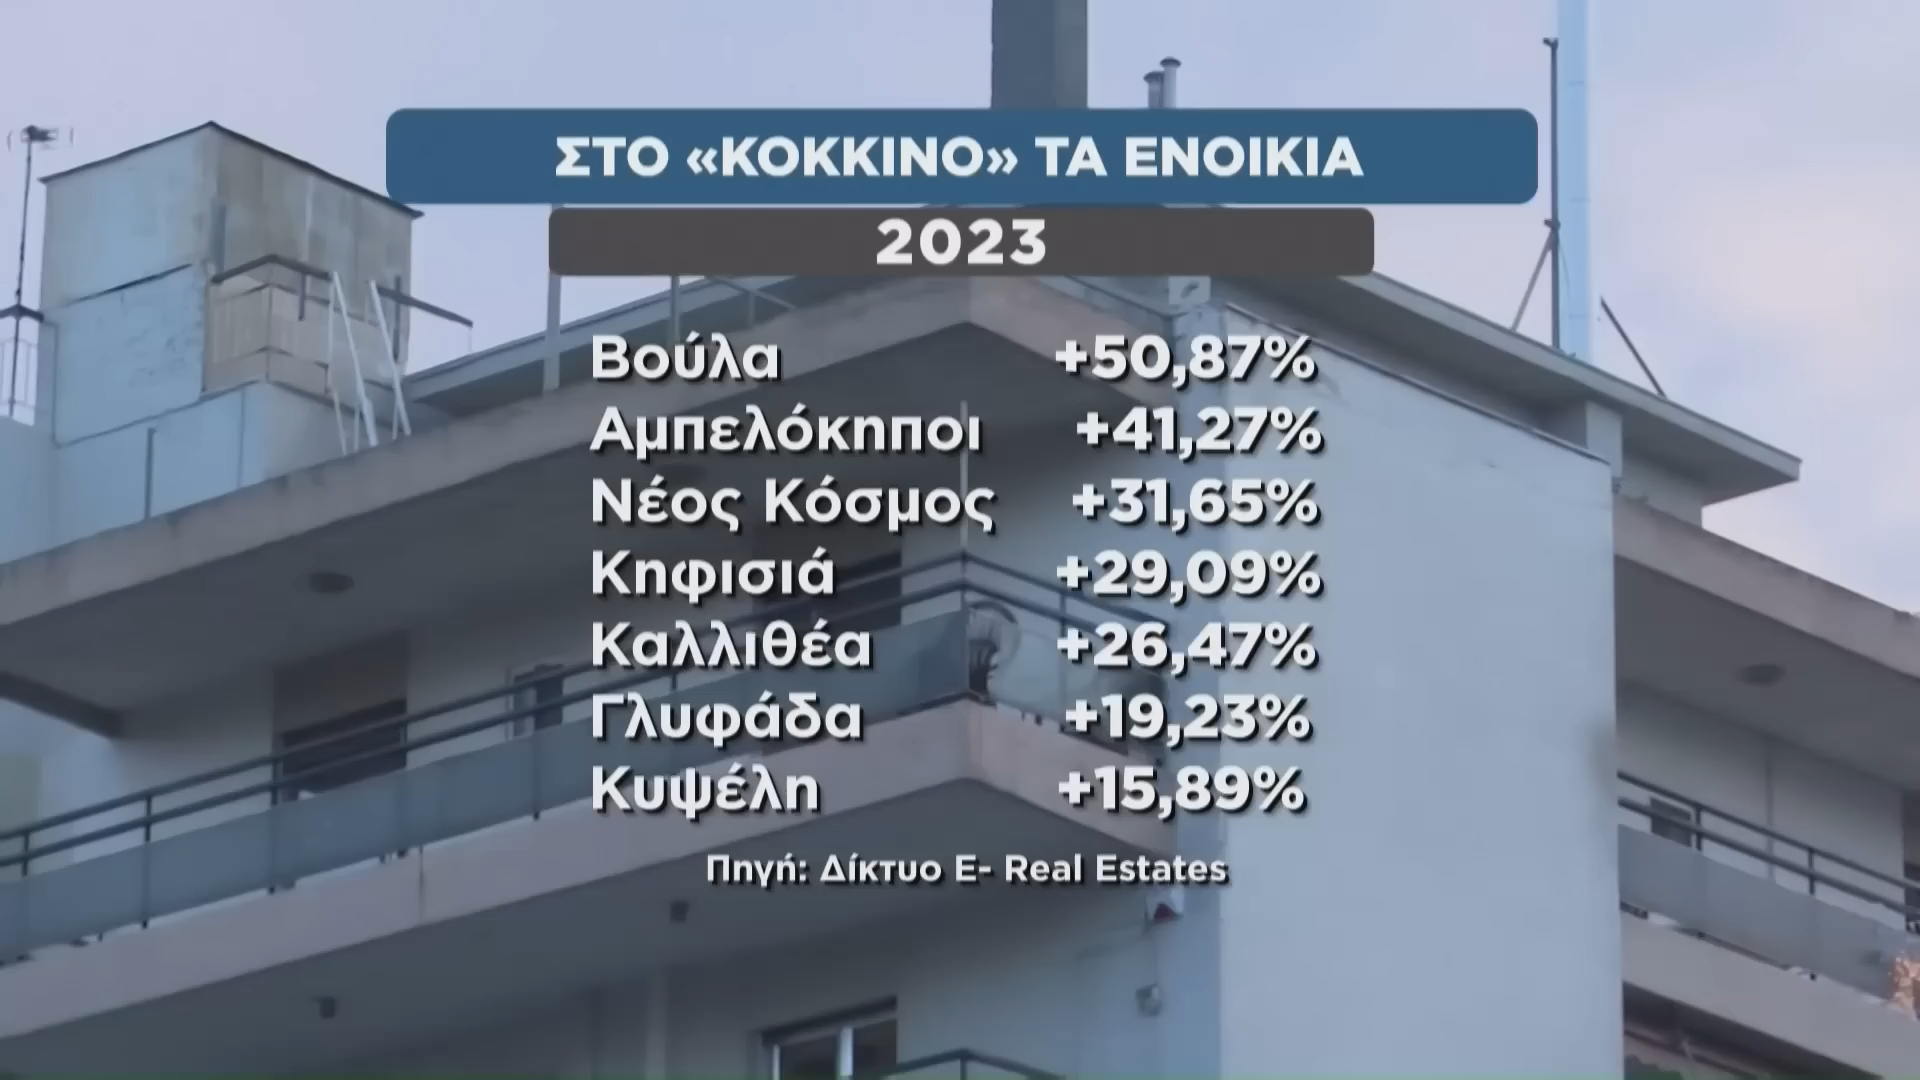 ΣΤΟ «ΚΟΚΚΙΝΟ» ΤΑ ΕΝΟΙΚΙΑ
2023
Βούλα +50,87%
Αμπελόκηποι +41,27%
Νέος Κόσμος +31,65%
Κηφισιά +29,09%
Καλλιθέα +26,47%
Γλυφάδα +19,23%
Κυψέλη +15,89%
Πηγή: Δίκτυο E- Real Estates